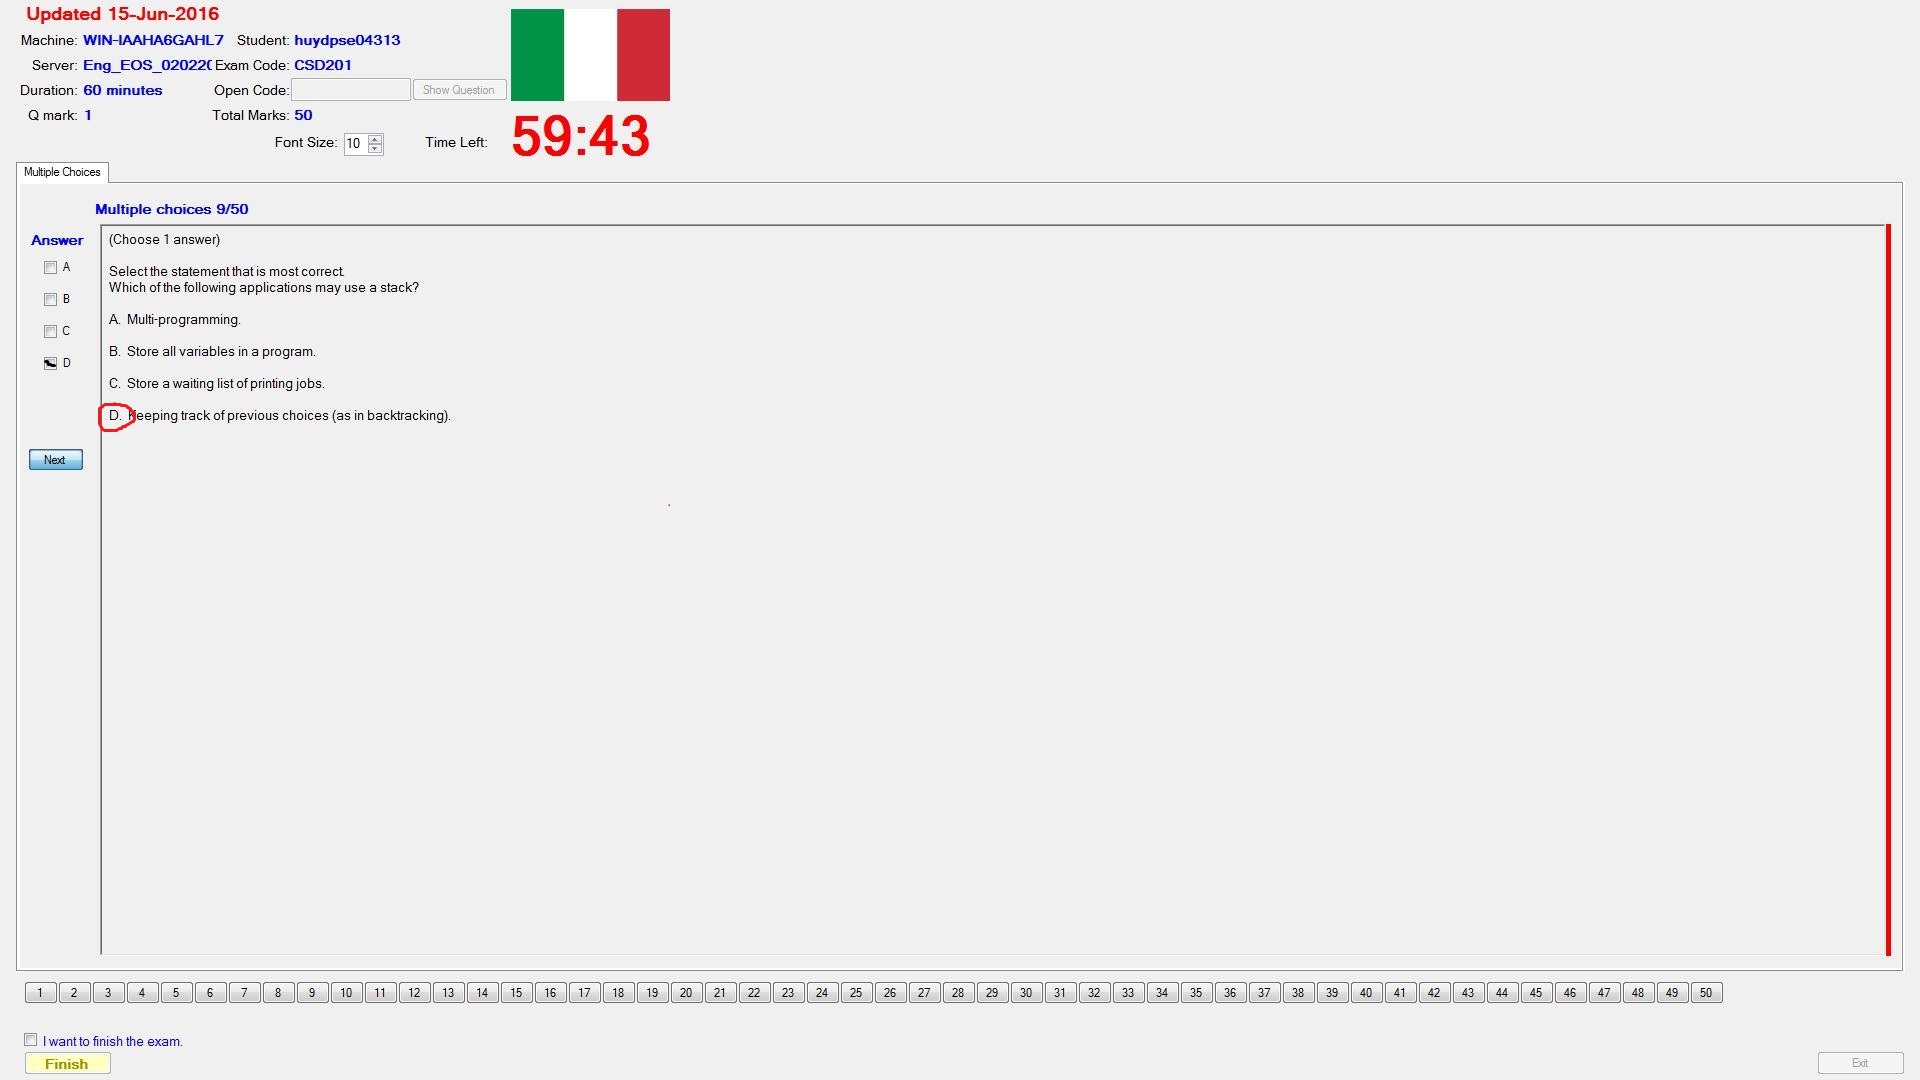 Updated 15-Jun-2016
Machine: WIN-IAAHA6GAHL7 Student: huydpse04313
Server: Eng_EOS_02022( Exam Code: CSD201
Duration: 60 minutes Open Code: Show Question
Q mark: 1 Total Marks: 50
Font Size: 10 Time Left: 59:43
Multiple Choices
Multiple choices 9/50
Answer
A
B
C
D
Next
(Choose 1 answer)
Select the statement that is most correct.
Which of the following applications may use a stack?
A. Multi-programming.
B. Store all variables in a program.
C. Store a waiting list of printing jobs.
D. Keeping track of previous choices (as in backtracking).
1 2 3 4 5 6 7 8 9 10 11 12 13 14 15 16 17 18 19 20 21 22 23 24 25 26 27 28 29 30 31 32 33 34 35 36 37 38 39 40 41 42 43 44 45 46 47 48 49 50
I want to finish the exam.
Finish
Exit